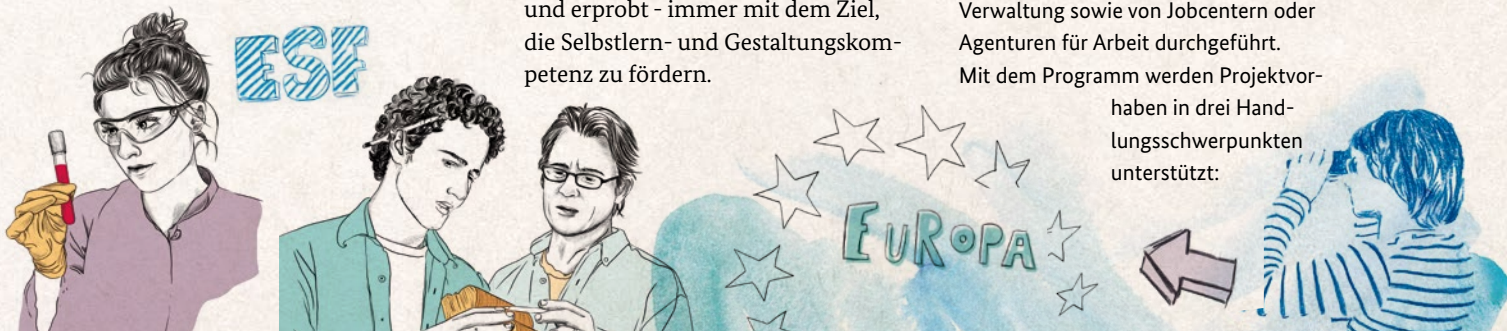 ESF
und erprobt - immer mit dem Ziel,
die Selbstlern- und Gestaltungskom-
petenz zu fördern.
Verwaltung sowie von Jobcentern oder
Agenturen für Arbeit durchgeführt.
Mit dem Programm werden Projektvor-
haben in drei Hand-
lungsschwerpunkten
unterstützt:
EUROPA